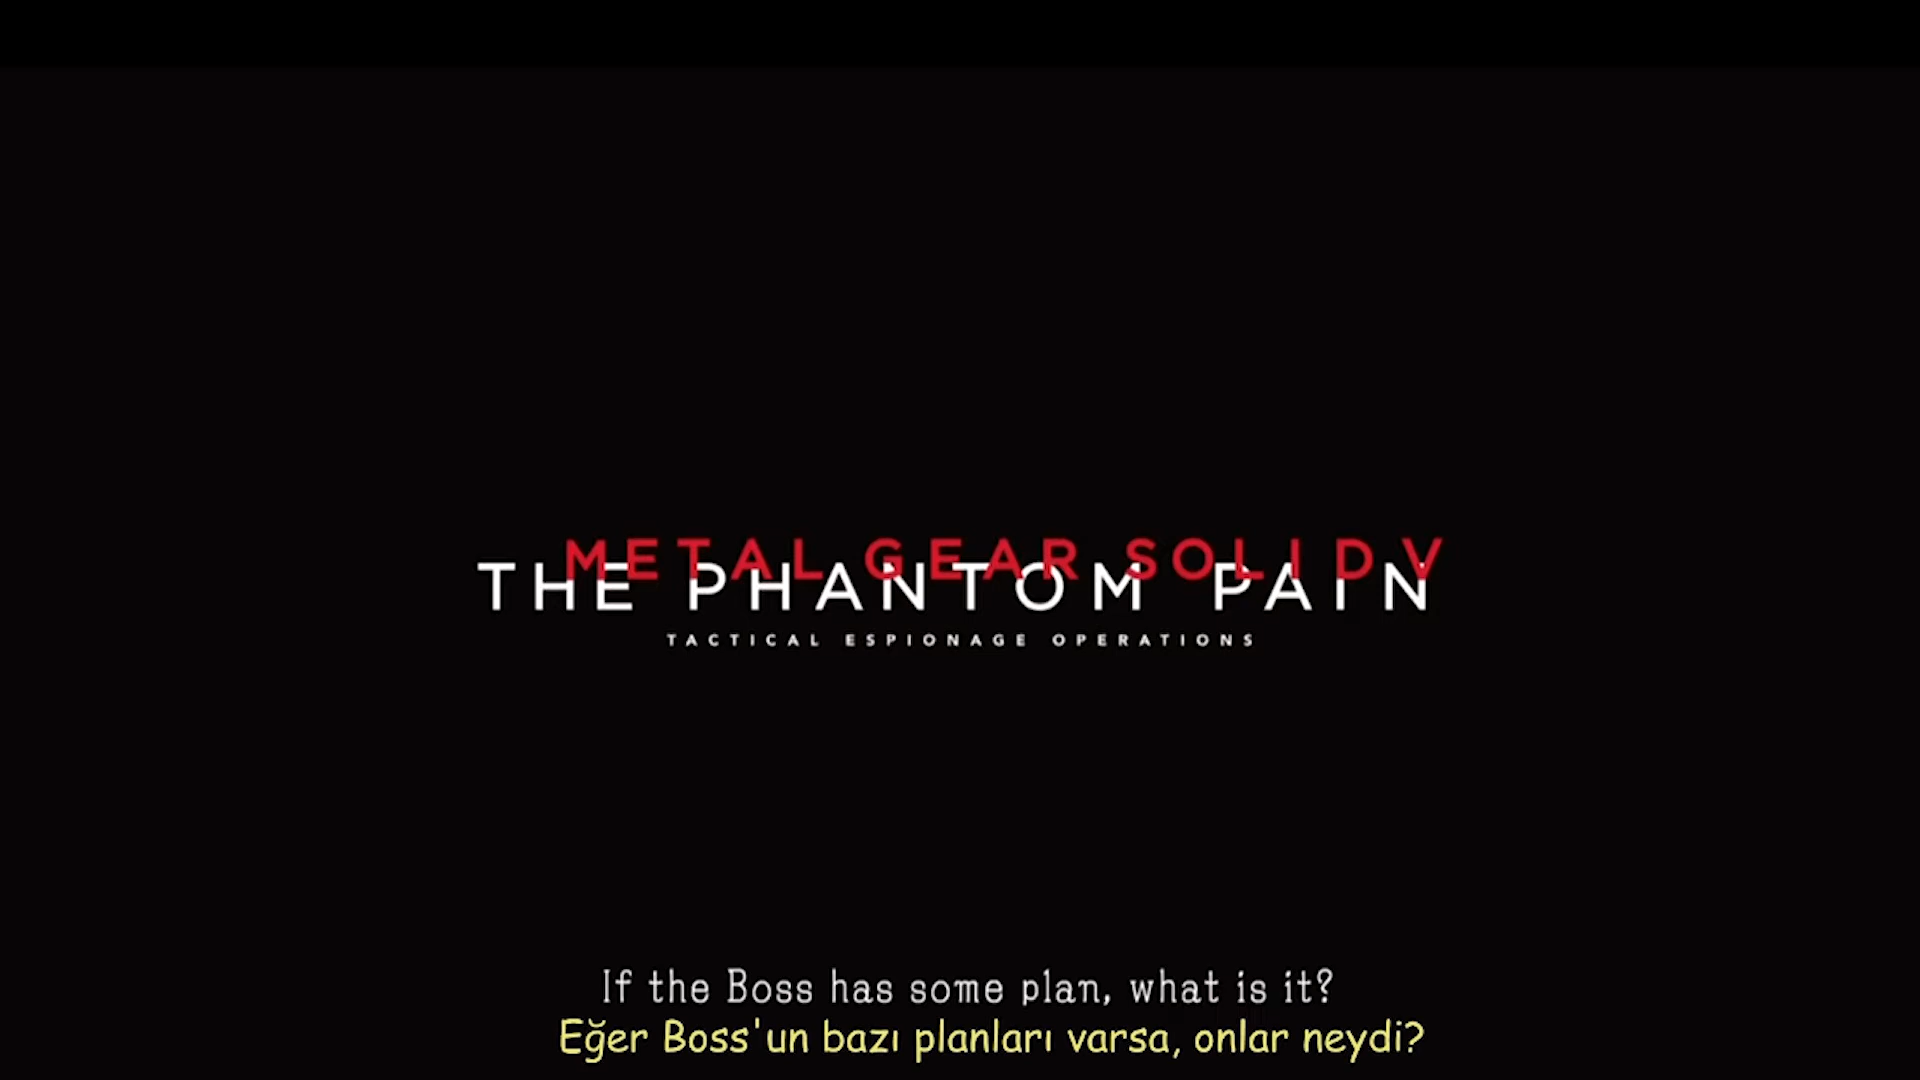 METAL GEAR SOLID V
THE PHANTOM PAIN
TACTICAL ESPIONAGE OPERATIONS
If the Boss has some plan, what is it?
Eğer Boss'un bazı planları varsa, onlar neydi?